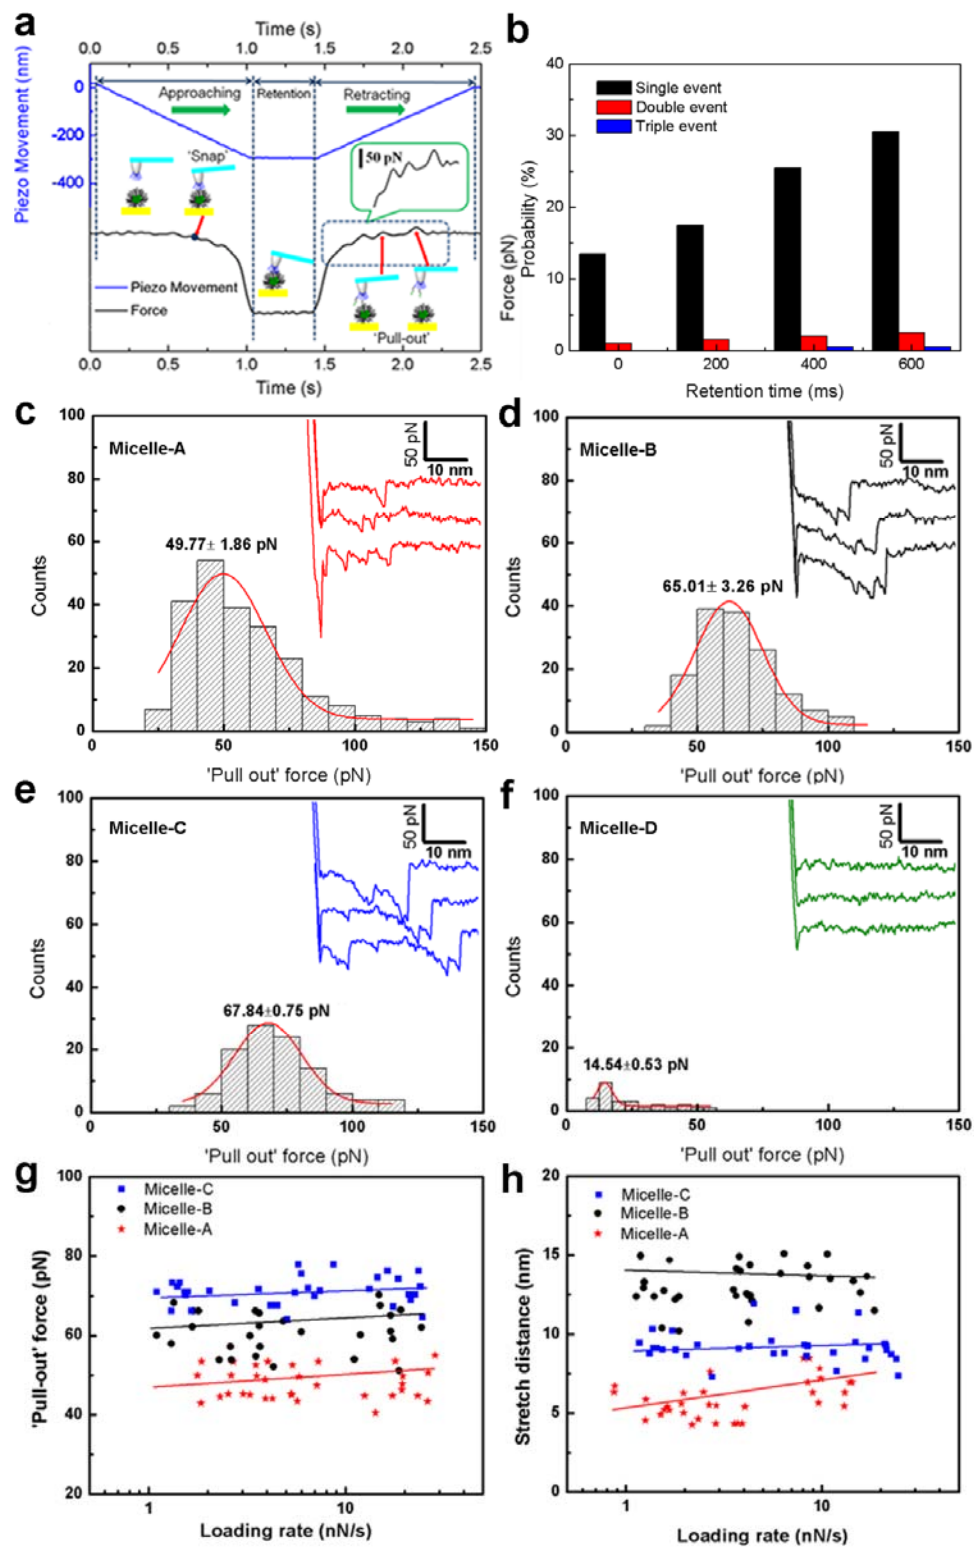 a
Time (s)
0.0 0.5 1.0 1.5 2.0 2.5
Piezo Movement (nm)
0
-200
-400
Approaching
Retention
Retracting
'Snap'
50 pN
Piezo Movement
Force
'Pull-out'
0.0 0.5 1.0 1.5 2.0 2.5
Time (s)
b
Force (pN)
Probability (%)
40
30
20
10
0
Single event
Double event
Triple event
0 200 400 600
Retention time (ms)
c
Counts
100
80
60
40
20
0
Micelle-A
50 pN
10 nm
49.77± 1.86 pN
0 50 100 150
'Pull out' force (pN)
d
Counts
100
80
60
40
20
0
Micelle-B
50 pN
10 nm
65.01± 3.26 pN
0 50 100 150
'Pull out' force (pN)
e
Counts
100
80
60
40
20
0
Micelle-C
50 pN
10 nm
67.84±0.75 pN
0 50 100 150
'Pull out' force (pN)
f
Counts
100
80
60
40
20
0
Micelle-D
50 pN
10 nm
14.54±0.53 pN
0 50 100 150
'Pull out' force (pN)
g
'Pull-out' force (pN)
100
80
60
40
20
Micelle-C
Micelle-B
Micelle-A
1 10
Loading rate (nN/s)
h
Stretch distance (nm)
20
15
10
5
0
Micelle-C
Micelle-B
Micelle-A
1 10
Loading rate (nN/s)